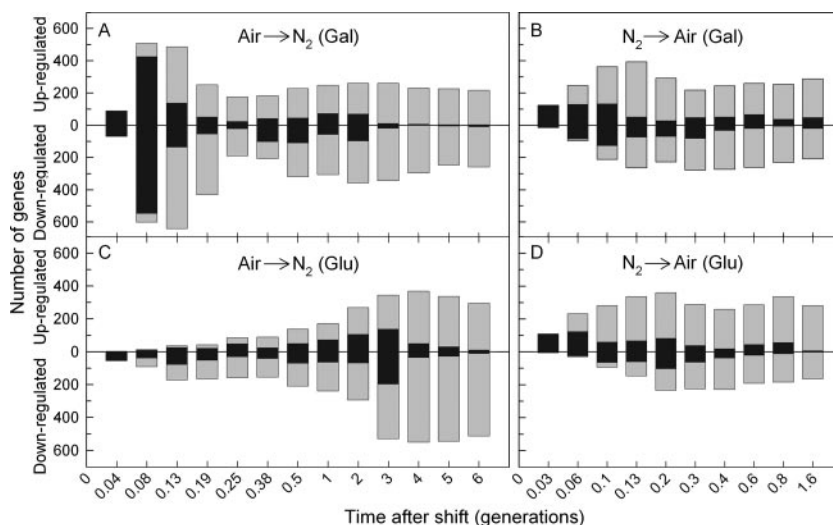 A
Air→N₂ (Gal)
B
N₂→Air (Gal)
600
400
200
0
200
400
600
Up-regulated
Down-regulated
Number of genes
C
Air→N₂ (Glu)
D
N₂→Air (Glu)
600
400
200
0
200
400
600
Up-regulated
Down-regulated
0 0.04 0.08 0.13 0.19 0.25 0.38 0.5 1 2 3 4 5 6
0 0.03 0.06 0.1 0.13 0.2 0.3 0.4 0.6 0.8 1.6
Time after shift (generations)